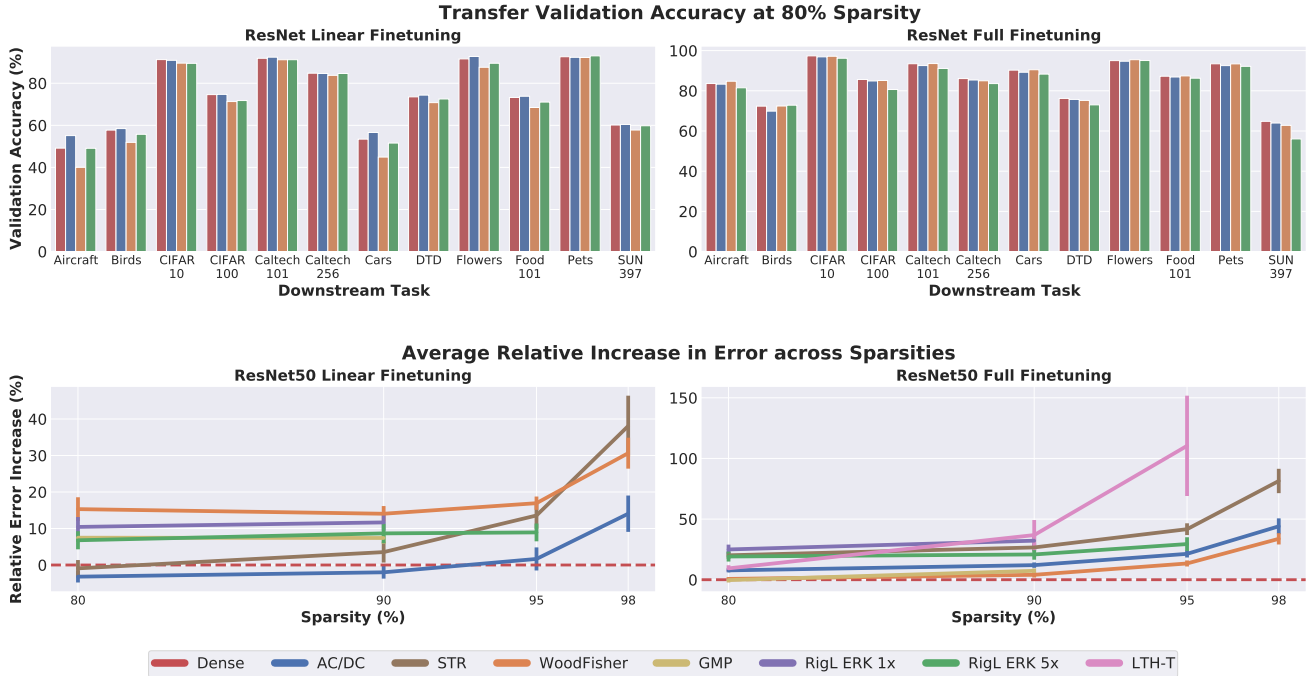 Transfer Validation Accuracy at 80% Sparsity
ResNet Linear Finetuning
Validation Accuracy (%)
80
60
40
20
0
Aircraft Birds CIFAR 10 CIFAR 100 Caltech 101 Caltech 256 Cars DTD Flowers Food 101 Pets SUN 397
Downstream Task
ResNet Full Finetuning
100
80
60
40
20
0
Aircraft Birds CIFAR 10 CIFAR 100 Caltech 101 Caltech 256 Cars DTD Flowers Food 101 Pets SUN 397
Downstream Task
Average Relative Increase in Error across Sparsities
ResNet50 Linear Finetuning
Relative Error Increase (%)
40
30
20
10
0
80 90 95 98
Sparsity (%)
ResNet50 Full Finetuning
150
100
50
0
80 90 95 98
Sparsity (%)
Dense AC/DC STR WoodFisher GMP RigL ERK 1x RigL ERK 5x LTH-T